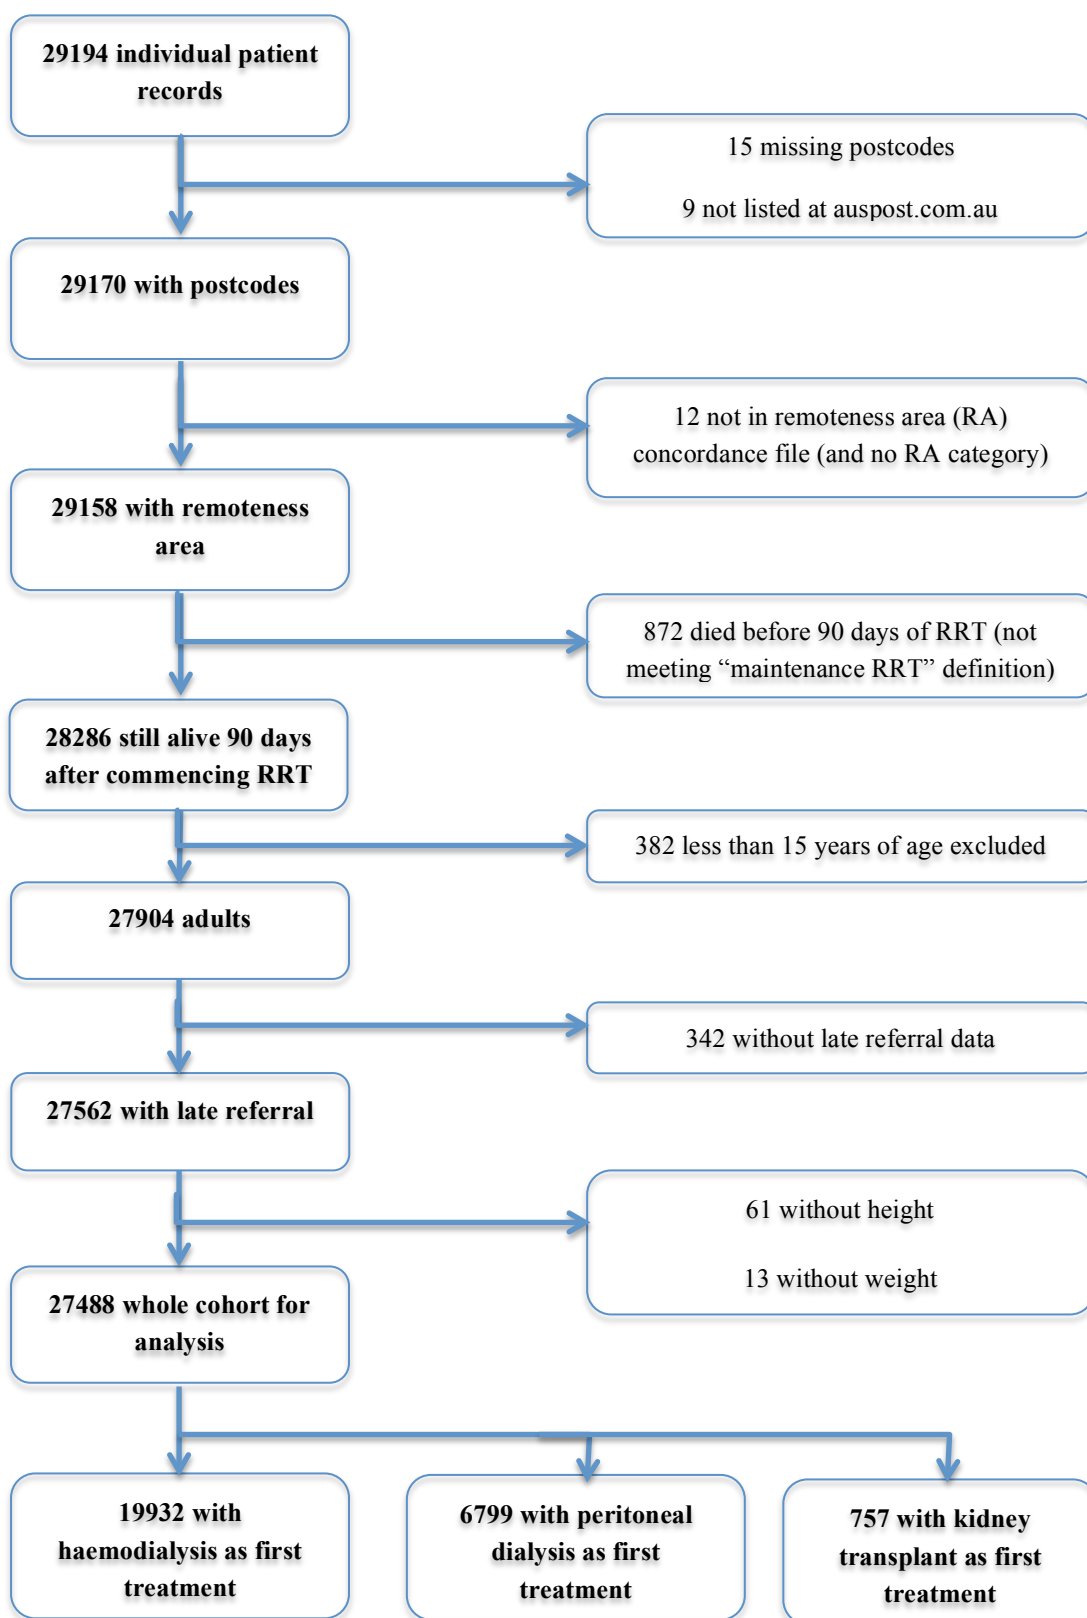 29194 individual patient
records
15 missing postcodes
9 not listed at auspost.com.au
29170 with postcodes
12 not in remoteness area (RA)
concordance file (and no RA category)
29158 with remoteness
area
872 died before 90 days of RRT (not
meeting “maintenance RRT” definition)
28286 still alive 90 days
after commencing RRT
382 less than 15 years of age excluded
27904 adults
342 without late referral data
27562 with late referral
61 without height
13 without weight
27488 whole cohort for
analysis
19932 with
haemodialysis as first
treatment
6799 with peritoneal
dialysis as first
treatment
757 with kidney
transplant as first
treatment